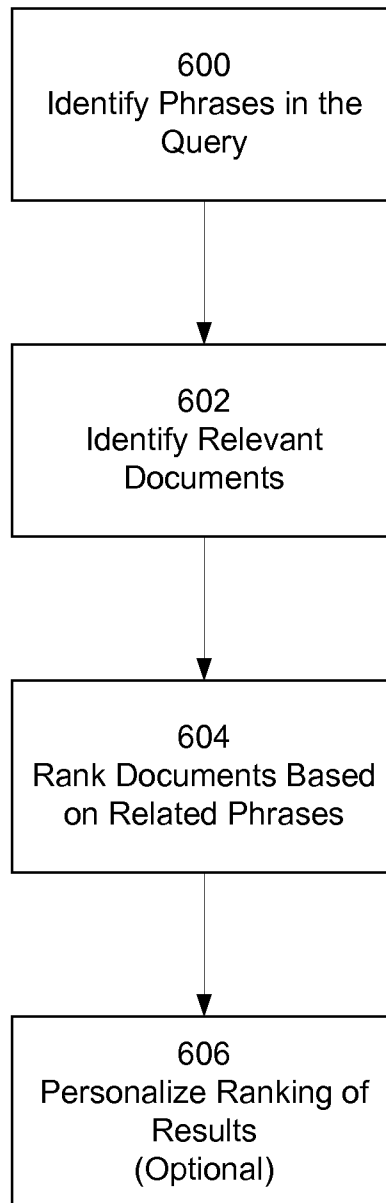 600
Identify Phrases in the
Query
602
Identify Relevant
Documents
604
Rank Documents Based
on Related Phrases
606
Personalize Ranking of
Results
(Optional)